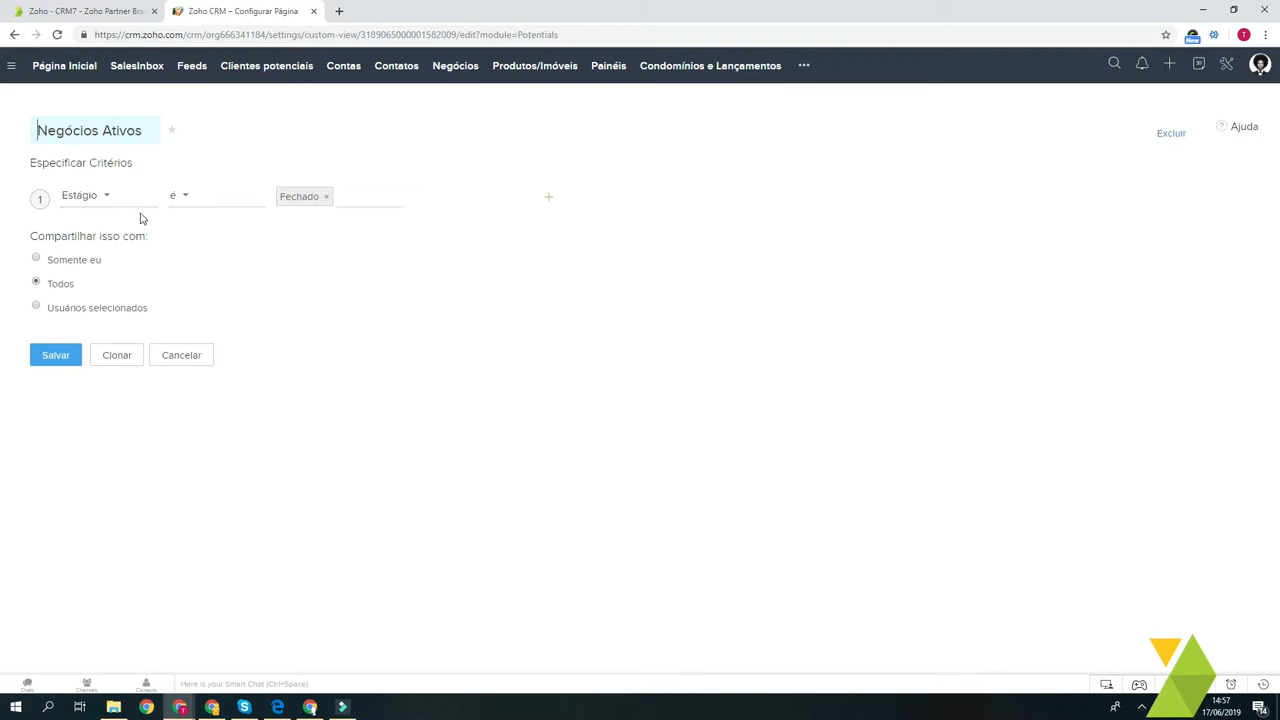 Zoho - CRM7 - Zoho Partner Bra
Zoho CRM – Configurar Página
https://crm.zoho.com/crm/org666341184/settings/custom-view/3189065000001582009/edit?module=Potentials
New
T
Página Inicial SalesInbox Feeds Clientes potenciais Contas Contatos Negócios Produtos/Imóveis Painéis Condomínios e Lançamentos •••
31
Negócios Ativos
Excluir
? Ajuda
Especificar Critérios
1 Estágio é Fechado × +
Compartilhar isso com:
Somente eu
Todos
Usuários selecionados
Salvar Clonar Cancelar
Chats Channels Contacts Here is your Smart Chat (Ctrl+Space)
14:57
17/06/2019
14